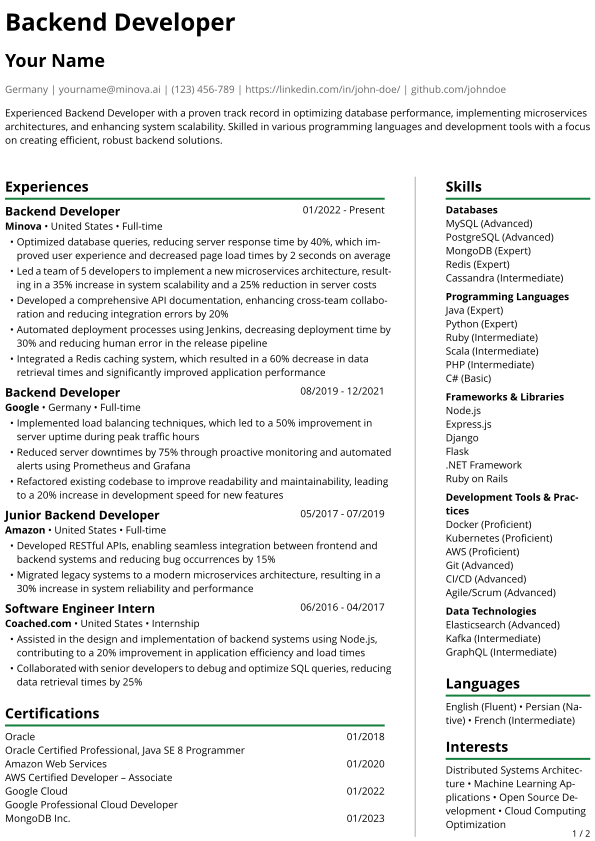 Backend Developer
Your Name
Germany | yourname@minova.ai | (123) 456-789 | https://linkedin.com/in/john-doe/ | github.com/johndoe
Experienced Backend Developer with a proven track record in optimizing database performance, implementing microservices
architectures, and enhancing system scalability. Skilled in various programming languages and development tools with a focus
on creating efficient, robust backend solutions.
Experiences
Backend Developer 01/2022 - Present
Minova • United States • Full-time
• Optimized database queries, reducing server response time by 40%, which im-
proved user experience and decreased page load times by 2 seconds on average
• Led a team of 5 developers to implement a new microservices architecture, result-
ing in a 35% increase in system scalability and a 25% reduction in server costs
• Developed a comprehensive API documentation, enhancing cross-team collabo-
ration and reducing integration errors by 20%
• Automated deployment processes using Jenkins, decreasing deployment time by
30% and reducing human error in the release pipeline
• Integrated a Redis caching system, which resulted in a 60% decrease in data
retrieval times and significantly improved application performance
Backend Developer 08/2019 - 12/2021
Google • Germany • Full-time
• Implemented load balancing techniques, which led to a 50% improvement in
server uptime during peak traffic hours
• Reduced server downtimes by 75% through proactive monitoring and automated
alerts using Prometheus and Grafana
• Refactored existing codebase to improve readability and maintainability, leading
to a 20% increase in development speed for new features
Junior Backend Developer 05/2017 - 07/2019
Amazon • United States • Full-time
• Developed RESTful APIs, enabling seamless integration between frontend and
backend systems and reducing bug occurrences by 15%
• Migrated legacy systems to a modern microservices architecture, resulting in a
30% increase in system reliability and performance
Software Engineer Intern 06/2016 - 04/2017
Coached.com • United States • Internship
• Assisted in the design and implementation of backend systems using Node.js,
contributing to a 20% improvement in application efficiency and load times
• Collaborated with senior developers to debug and optimize SQL queries, reducing
data retrieval times by 25%
Certifications
Oracle 01/2018
Oracle Certified Professional, Java SE 8 Programmer
Amazon Web Services 01/2020
AWS Certified Developer – Associate
Google Cloud 01/2022
Google Professional Cloud Developer
MongoDB Inc. 01/2023
Skills
Databases
MySQL (Advanced)
PostgreSQL (Advanced)
MongoDB (Expert)
Redis (Expert)
Cassandra (Intermediate)
Programming Languages
Java (Expert)
Python (Expert)
Ruby (Intermediate)
Scala (Intermediate)
PHP (Intermediate)
C# (Basic)
Frameworks & Libraries
Node.js
Express.js
Django
Flask
.NET Framework
Ruby on Rails
Development Tools & Prac-
tices
Docker (Proficient)
Kubernetes (Proficient)
AWS (Proficient)
Git (Advanced)
CI/CD (Advanced)
Agile/Scrum (Advanced)
Data Technologies
Elasticsearch (Advanced)
Kafka (Intermediate)
GraphQL (Intermediate)
Languages
English (Fluent) • Persian (Na-
tive) • French (Intermediate)
Interests
Distributed Systems Architec-
ture • Machine Learning Ap-
plications • Open Source De-
velopment • Cloud Computing
Optimization
1 / 2